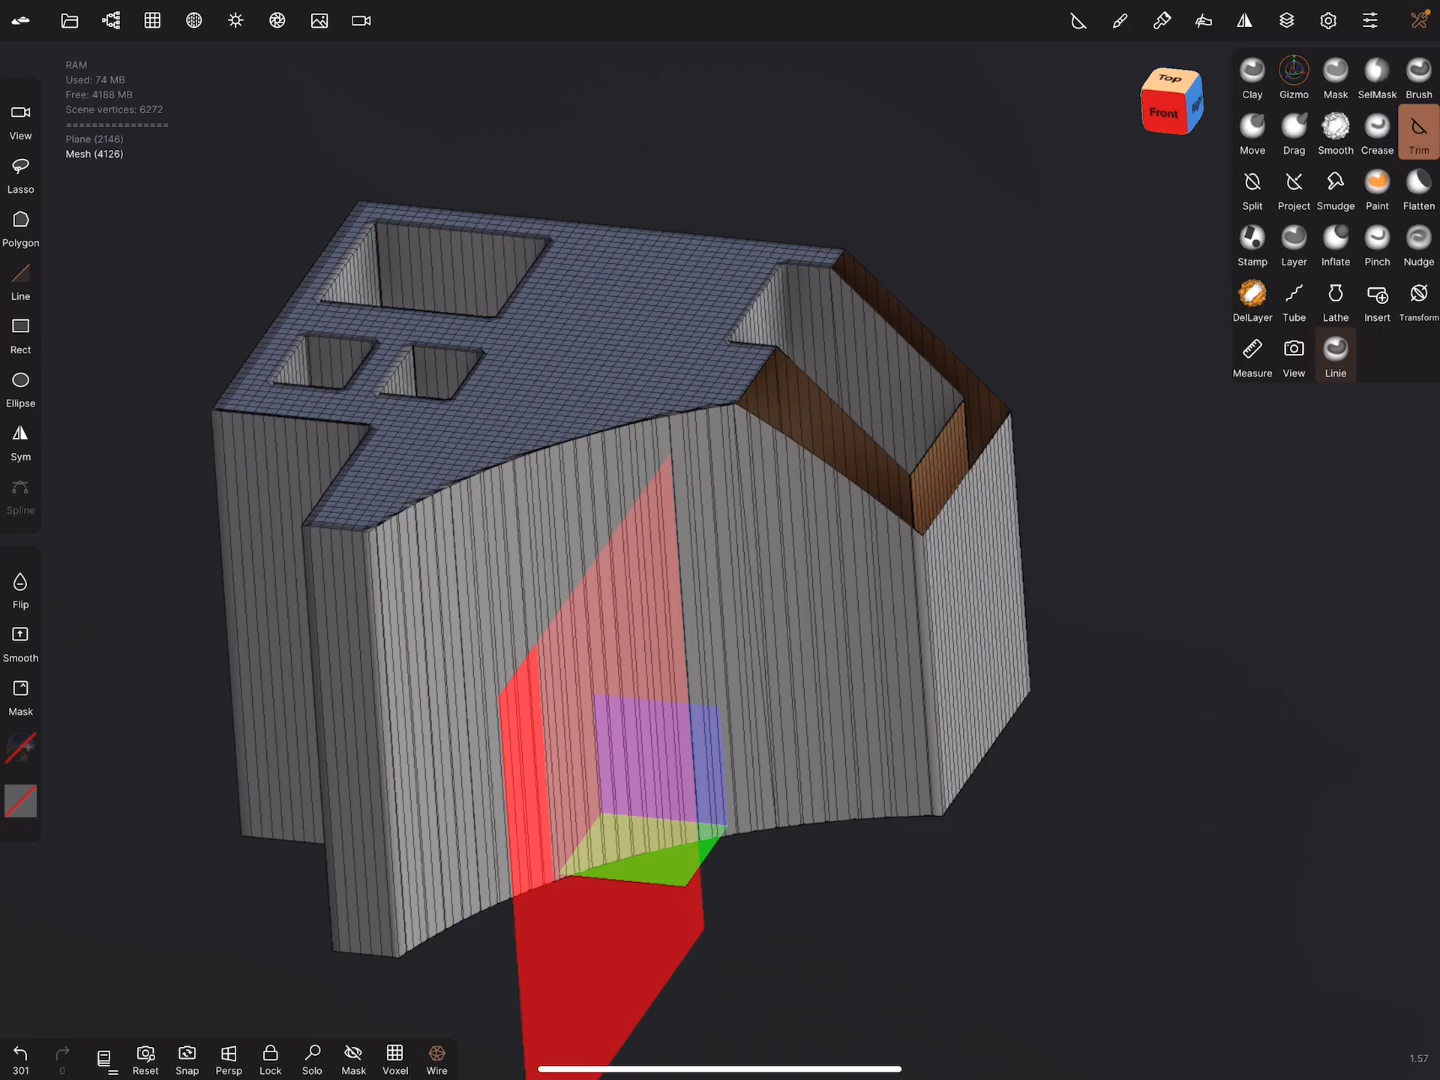 RAM
Used: 74 MB
Free: 4188 MB
Scene vertices: 6272
================
Plane (2146)
Mesh (4126)
Top
Front
Right
View
Lasso
Polygon
Line
Rect
Ellipse
Sym
Spline
Flip
Smooth
Mask
Clay Gizmo Mask SelMask Brush
Move Drag Smooth Crease Trim
Split Project Smudge Paint Flatten
Stamp Layer Inflate Pinch Nudge
DelLayer Tube Lathe Insert Transform
Measure View Linie
301 0 Reset Snap Persp Lock Solo Mask Voxel Wire
1.57